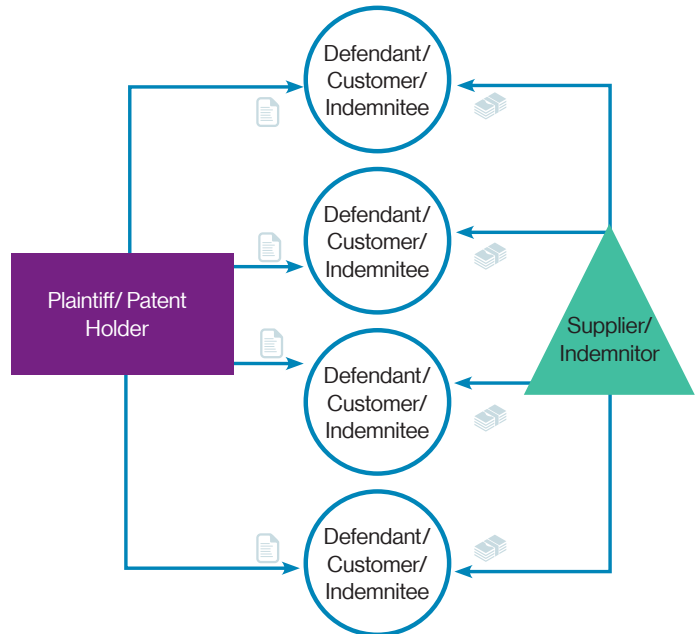 Defendant/
Customer/
Indemnitee
Defendant/
Customer/
Indemnitee
Plaintiff/ Patent
Holder
Supplier/
Indemnitor
Defendant/
Customer/
Indemnitee
Defendant/
Customer/
Indemnitee